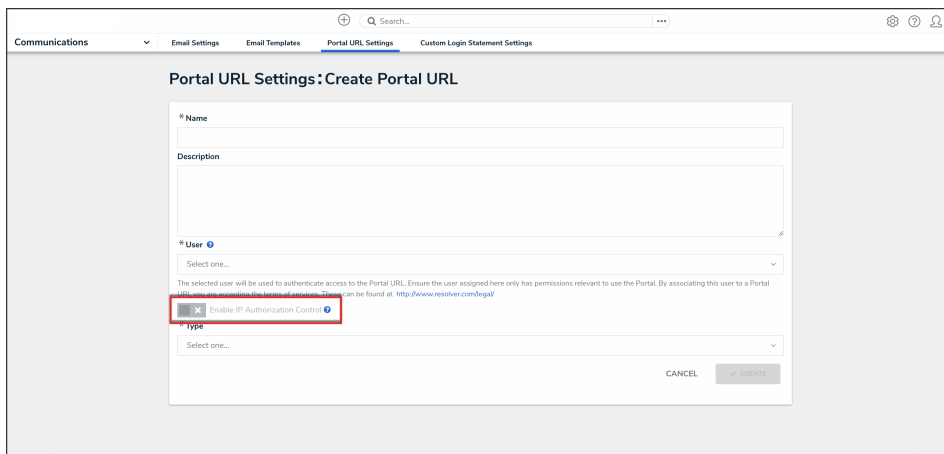 Search...
Communications
Email Settings
Email Templates
Portal URL Settings
Custom Login Statement Settings
Portal URL Settings: Create Portal URL
* Name
Description
* User
Select one...
The selected user will be used to authenticate access to the Portal URL. Ensure the user assigned here only has permissions relevant to use the Portal. By associating this user to a Portal
URL you are accepting the terms of services. These can be found at http://www.resolver.com/legal/
Enable IP Authorization Control
* Type
Select one...
CANCEL
CREATE